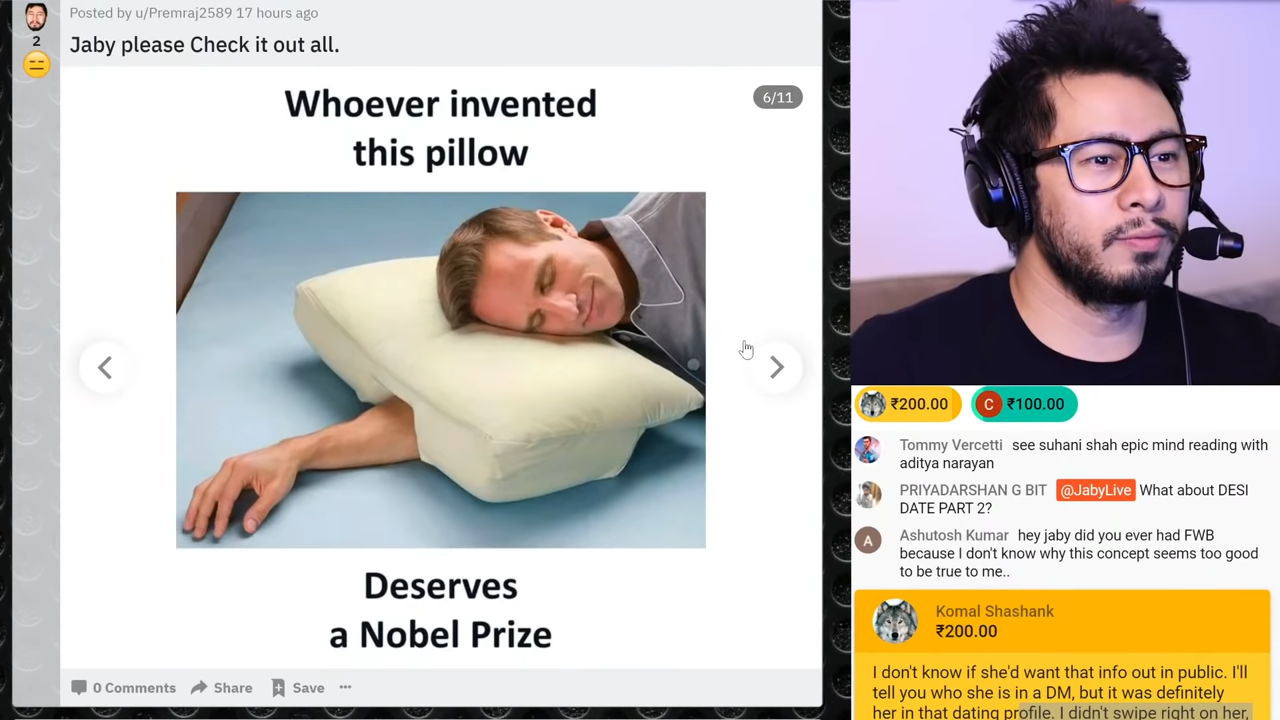 Posted by u/Premraj2589 17 hours ago
2
Jaby please Check it out all.
Whoever invented
this pillow
6/11
Deserves
a Nobel Prize
0 Comments Share Save
₹200.00 C ₹100.00
Tommy Vercetti see suhani shah epic mind reading with
aditya narayan
PRIYADARSHAN G BIT @JabyLive What about DESI
DATE PART 2?
A Ashutosh Kumar hey jaby did you ever had FWB
because I don't know why this concept seems too good
to be true to me..
Komal Shashank
₹200.00
I don't know if she'd want that info out in public. I'll
tell you who she is in a DM, but it was definitely
her in that dating profile. I didn't swipe right on her,